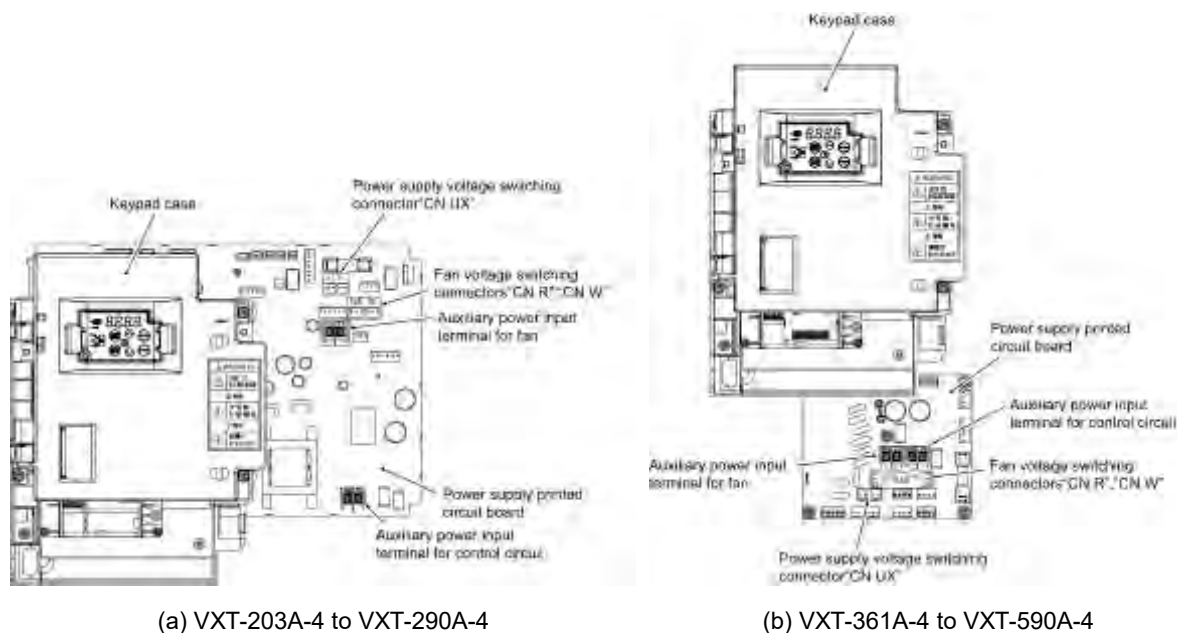 Keypad case
Power supply voltage switching
connector"CN UX"
Keypad case
Fan voltage switching
connectors"CN R","CN W"
Auxiliary power input
terminal for fan
Power supply printed
circuit board
Auxiliary power input
terminal for control circuit
Keypad case
Power supply printed
circuit board
Auxiliary power input
terminal for control circuit
Auxiliary power input
terminal for fan
Fan voltage switching
connectors"CN R","CN W"
Power supply voltage switching
connector"CN UX"
(a) VXT-203A-4 to VXT-290A-4
(b) VXT-361A-4 to VXT-590A-4